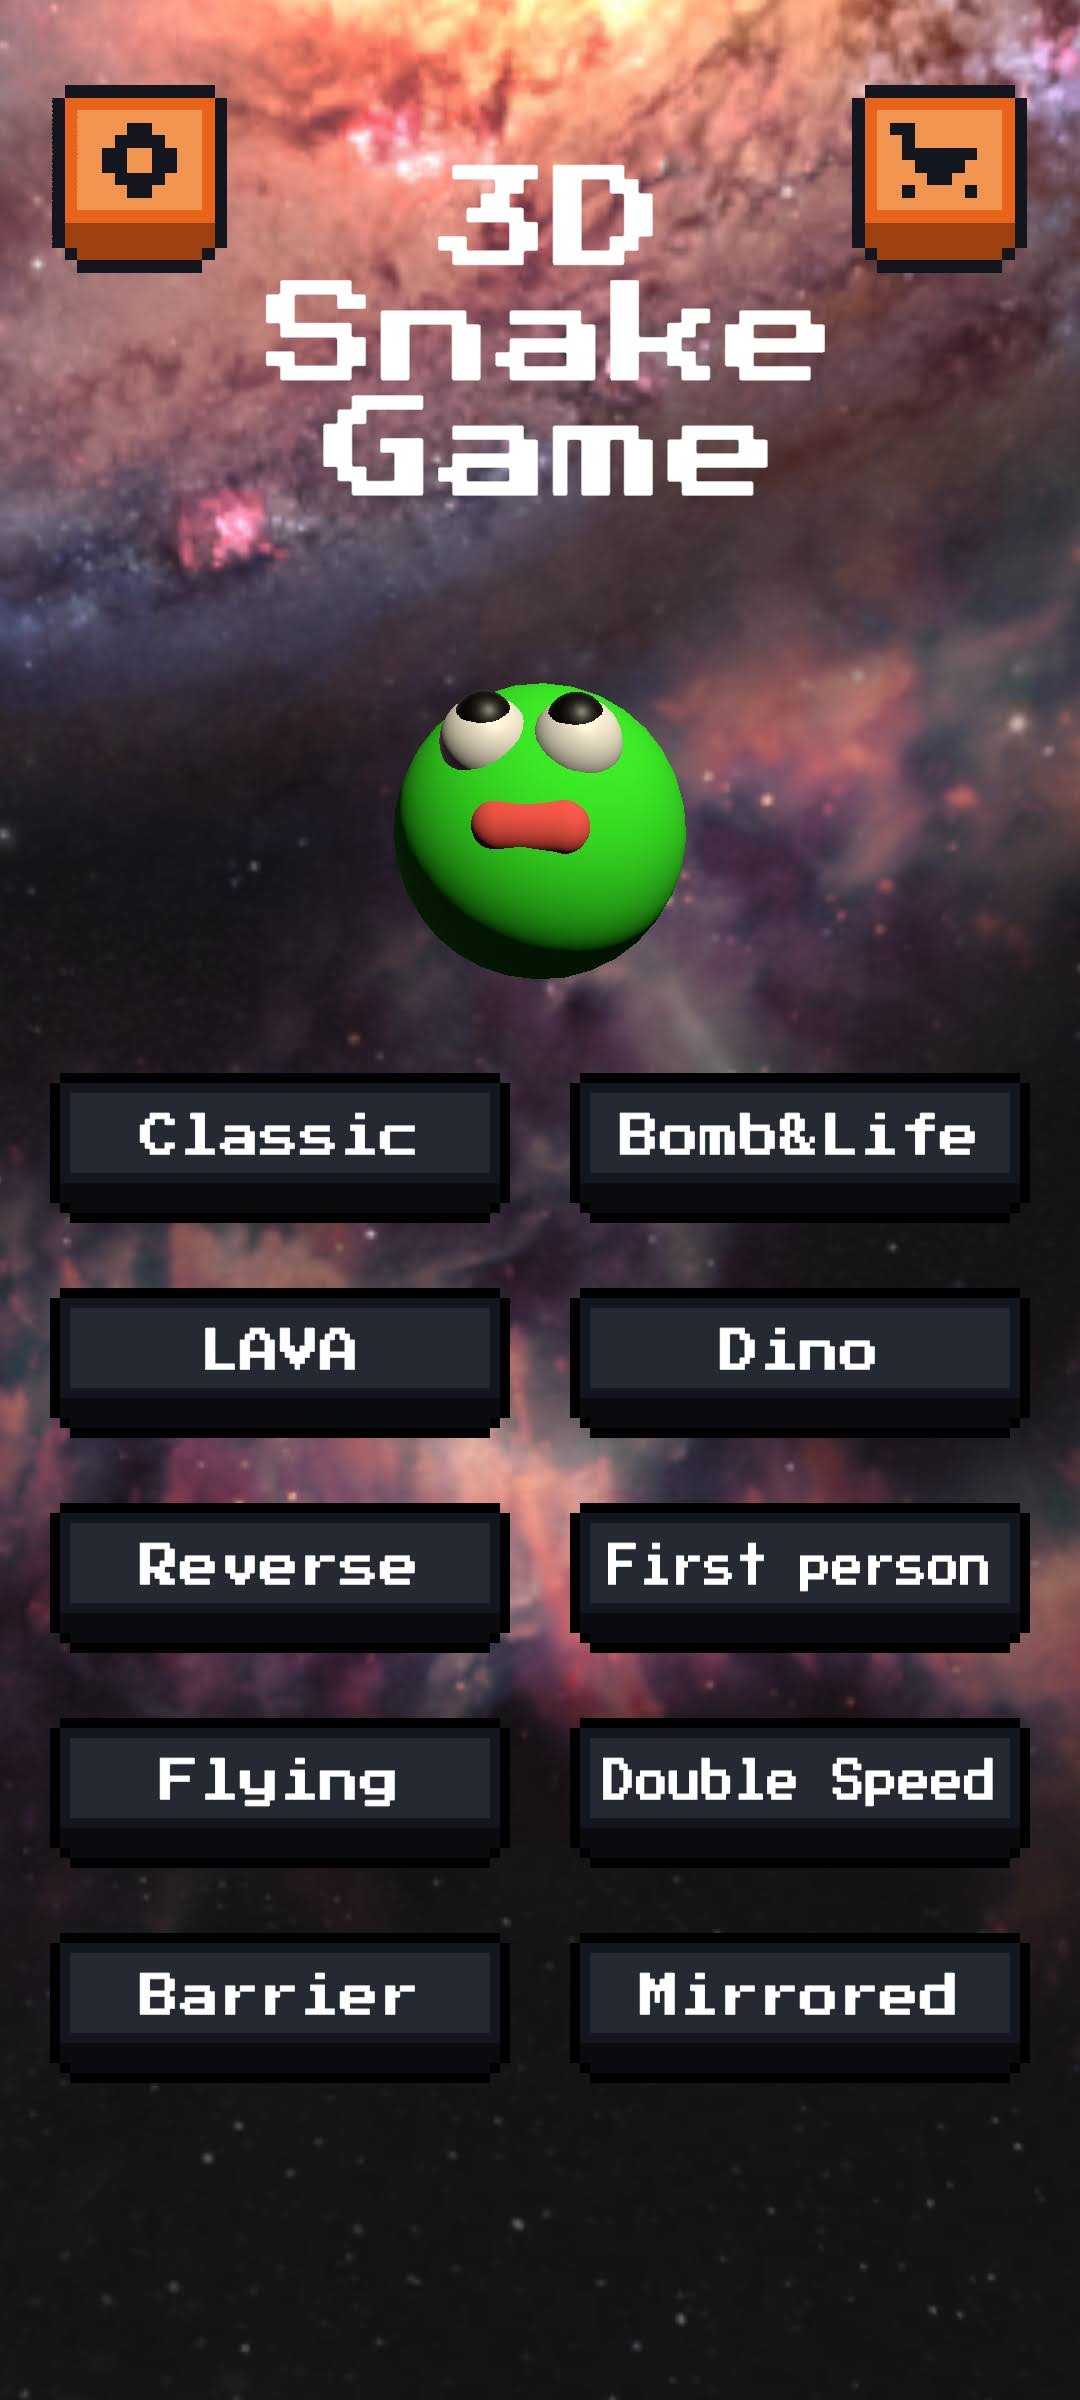 3D
Snake
Game
Classic
Bomb&Life
LAVA
Dino
Reverse
First person
Flying
Double Speed
Barrier
Mirrored